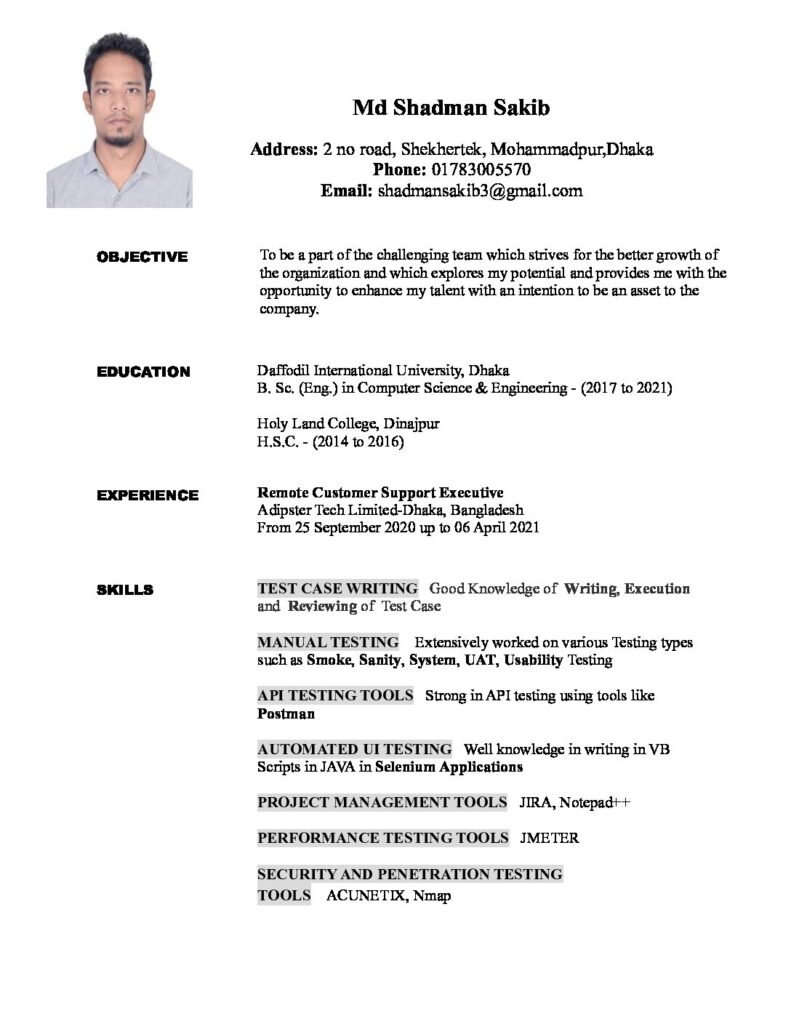 Md Shadman Sakib
Address: 2 no road, Shekhertek, Mohammadpur,Dhaka
Phone: 01783005570
Email: shadmansakib3@gmail.com
OBJECTIVE
To be a part of the challenging team which strives for the better growth of
the organization and which explores my potential and provides me with the
opportunity to enhance my talent with an intention to be an asset to the
company.
EDUCATION
Daffodil International University, Dhaka
B. Sc. (Eng.) in Computer Science & Engineering - (2017 to 2021)
Holy Land College, Dinajpur
H.S.C. - (2014 to 2016)
EXPERIENCE
Remote Customer Support Executive
Adipster Tech Limited-Dhaka, Bangladesh
From 25 September 2020 up to 06 April 2021
SKILLS
TEST CASE WRITING Good Knowledge of Writing, Execution
and Reviewing of Test Case
MANUAL TESTING Extensively worked on various Testing types
such as Smoke, Sanity, System, UAT, Usability Testing
API TESTING TOOLS Strong in API testing using tools like
Postman
AUTOMATED UI TESTING Well knowledge in writing in VB
Scripts in JAVA in Selenium Applications
PROJECT MANAGEMENT TOOLS JIRA, Notepad++
PERFORMANCE TESTING TOOLS JMETER
SECURITY AND PENETRATION TESTING
TOOLS ACUNETIX, Nmap